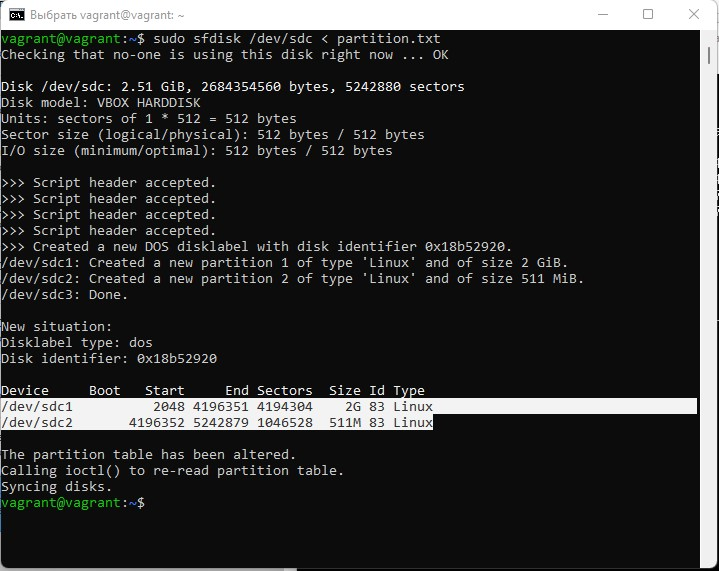 Выбрать vagrant@vagrant: ~
vagrant@vagrant:~$ sudo sfdisk /dev/sdc < partition.txt
Checking that no-one is using this disk right now ... OK
Disk /dev/sdc: 2.51 GiB, 2684354560 bytes, 5242880 sectors
Disk model: VBOX HARDDISK
Units: sectors of 1 * 512 = 512 bytes
Sector size (logical/physical): 512 bytes / 512 bytes
I/O size (minimum/optimal): 512 bytes / 512 bytes
>>> Script header accepted.
>>> Script header accepted.
>>> Script header accepted.
>>> Script header accepted.
>>> Created a new DOS disklabel with disk identifier 0x18b52920.
/dev/sdc1: Created a new partition 1 of type 'Linux' and of size 2 GiB.
/dev/sdc2: Created a new partition 2 of type 'Linux' and of size 511 MiB.
/dev/sdc3: Done.
New situation:
Disklabel type: dos
Disk identifier: 0x18b52920
Device     Boot   Start     End Sectors  Size Id Type
/dev/sdc1          2048 4196351 4194304    2G 83 Linux
/dev/sdc2       4196352 5242879 1046528  511M 83 Linux
The partition table has been altered.
Calling ioctl() to re-read partition table.
Syncing disks.
vagrant@vagrant:~$